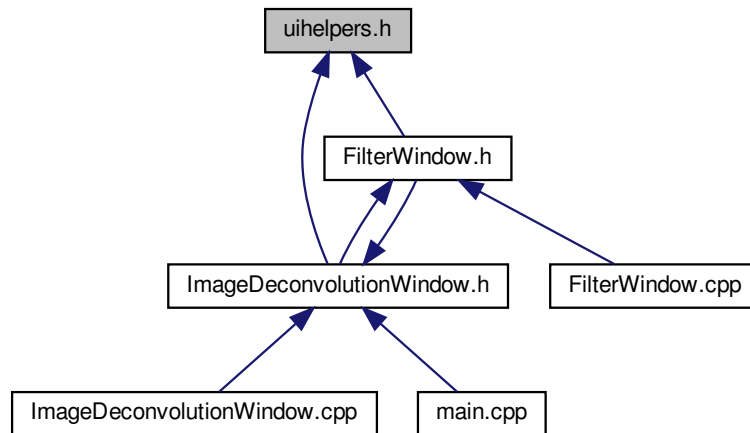 uihelpers.h
FilterWindow.h
ImageDeconvolutionWindow.h
FilterWindow.cpp
ImageDeconvolutionWindow.cpp
main.cpp